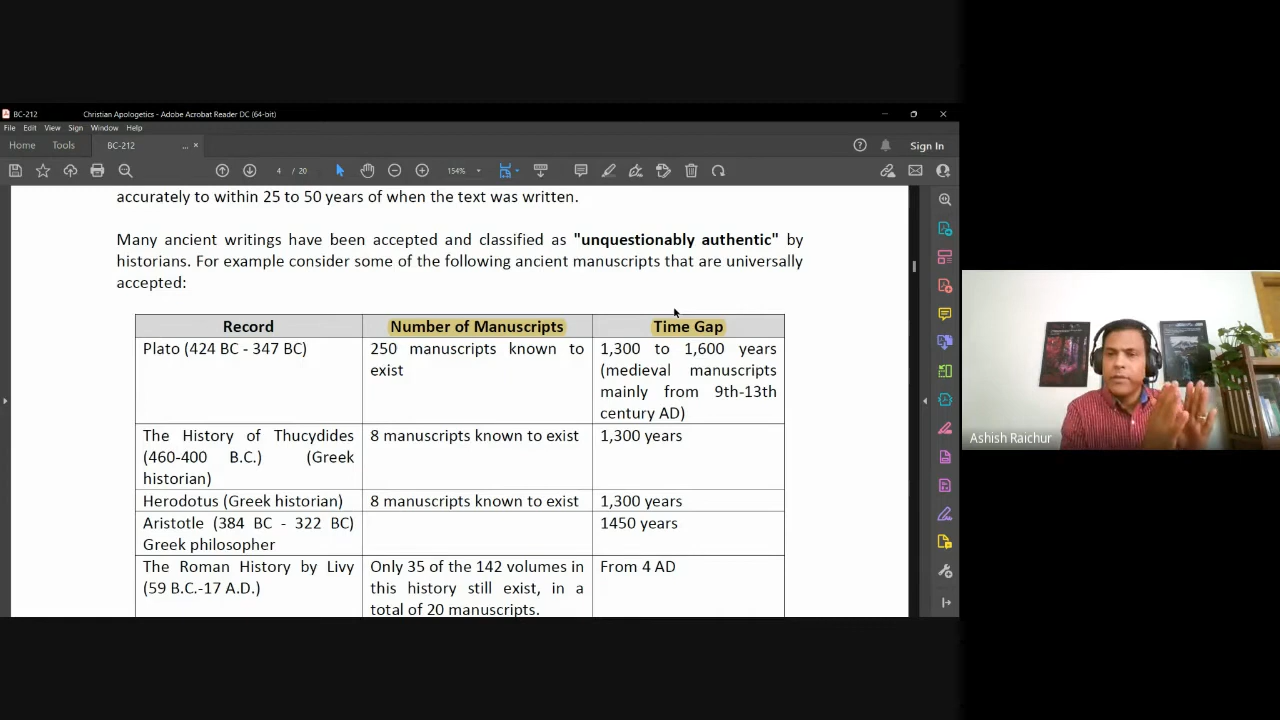 BC-212 Christian Apologetics - Adobe Acrobat Reader DC (64-bit)
File Edit View Sign Window Help
Home Tools BC-212 ... × Sign In
4 / 20 154%
accurately to within 25 to 50 years of when the text was written.
Many ancient writings have been accepted and classified as "unquestionably authentic" by
historians. For example consider some of the following ancient manuscripts that are universally
accepted:
Record Number of Manuscripts Time Gap
Plato (424 BC - 347 BC) 250 manuscripts known to 1,300 to 1,600 years
exist (medieval manuscripts
mainly from 9th-13th
century AD)
The History of Thucydides 8 manuscripts known to exist 1,300 years
(460-400 B.C.) (Greek
historian)
Herodotus (Greek historian) 8 manuscripts known to exist 1,300 years
Aristotle (384 BC - 322 BC) 1450 years
Greek philosopher
The Roman History by Livy Only 35 of the 142 volumes in From 4 AD
(59 B.C.-17 A.D.) this history still exist, in a
total of 20 manuscripts.
Ashish Raichur